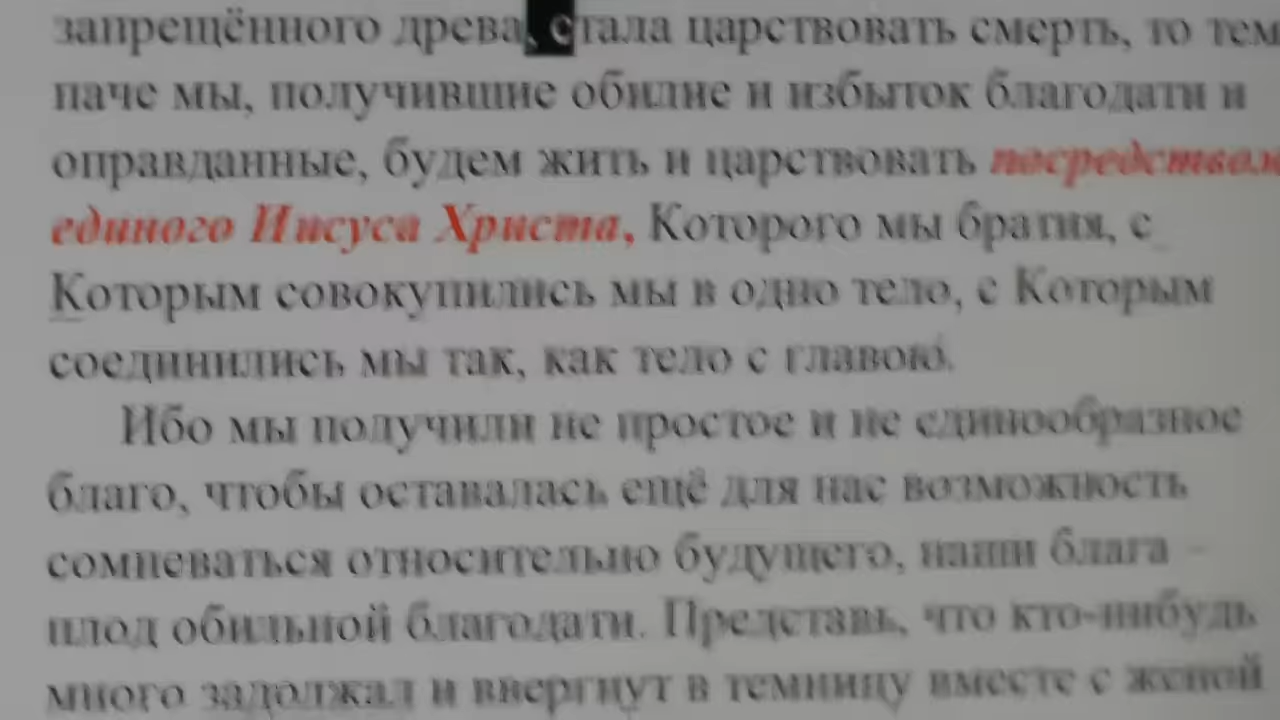 запрещённого древа, стала царствовать смерть, то тем
паче мы, получившие обилие и избыток благодати и
оправданные, будем жить и царствовать посредством
единого Иисуса Христа, Которого мы братия, с
Которым совокупились мы в одно тело, с Которым
соединились мы так, как тело с главою.
Ибо мы получили не простое и не единообразное
благо, чтобы оставалась ещё для нас возможность
сомневаться относительно будущего, наши блага –
плод обильной благодати. Представь, что кто-нибудь
много задолжал и ввергнут в темницу вместе с женой